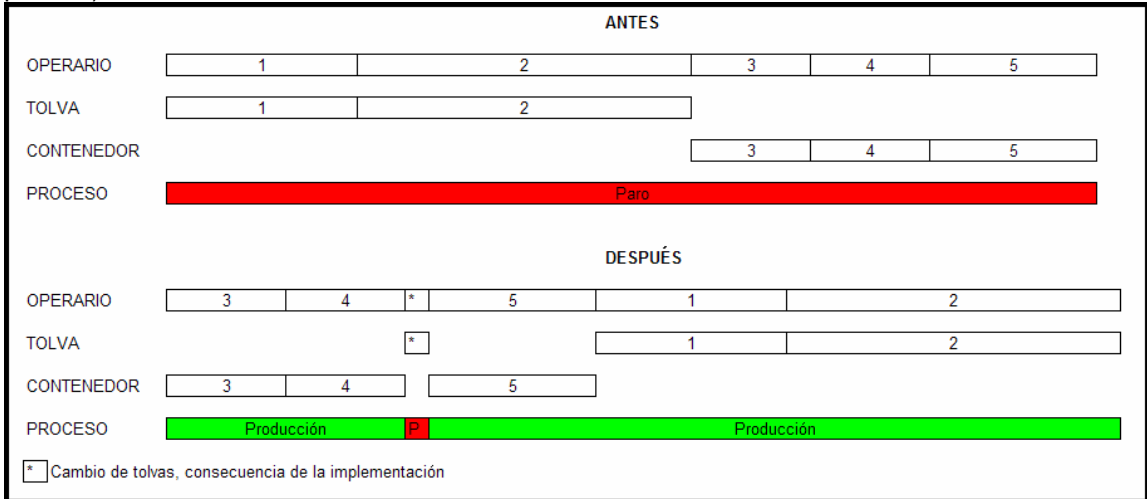 ANTES
OPERARIO 1 2 3 4 5
TOLVA 1 2
CONTENEDOR 3 4 5
PROCESO Paro
DESPUÉS
OPERARIO 3 4 * 5 1 2
TOLVA * 1 2
CONTENEDOR 3 4 5
PROCESO Producción P Producción
* Cambio de tolvas, consecuencia de la implementación